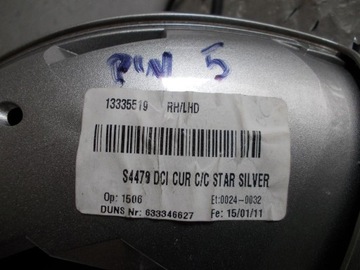 PIN 5
13335519 RH/LHD
S4479 DCI CUR C/C STAR SILVER
Op: 1506 Et:0024-0032
DUNS Nr: 633346627 Fe: 15/01/11